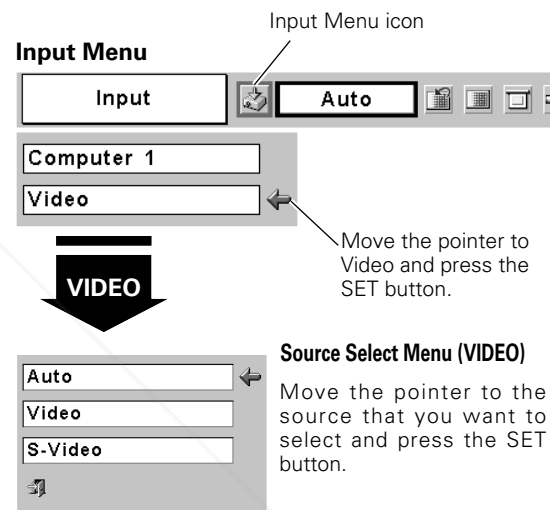 Input Menu icon
Input Menu
Input
Auto
Computer 1
Video
Move the pointer to
Video and press the
SET button.
VIDEO
Source Select Menu (VIDEO)
Auto
Video
S-Video
Move the pointer to the
source that you want to
select and press the SET
button.